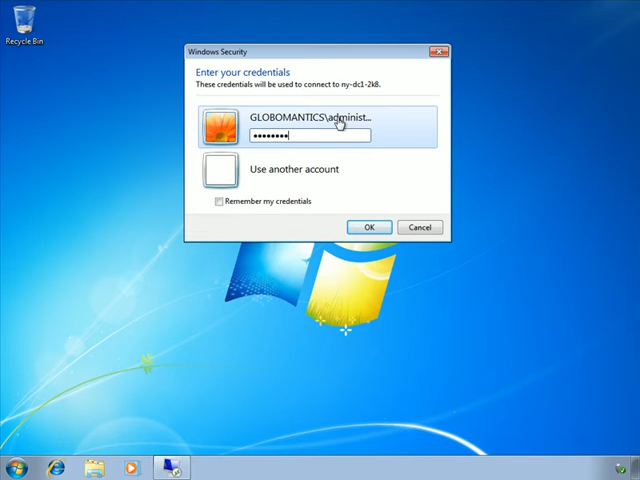 Recycle Bin
Windows Security
Enter your credentials
These credentials will be used to connect to ny-dc1-2k8.
GLOBOMANTICS\administ...
Use another account
Remember my credentials
OK
Cancel